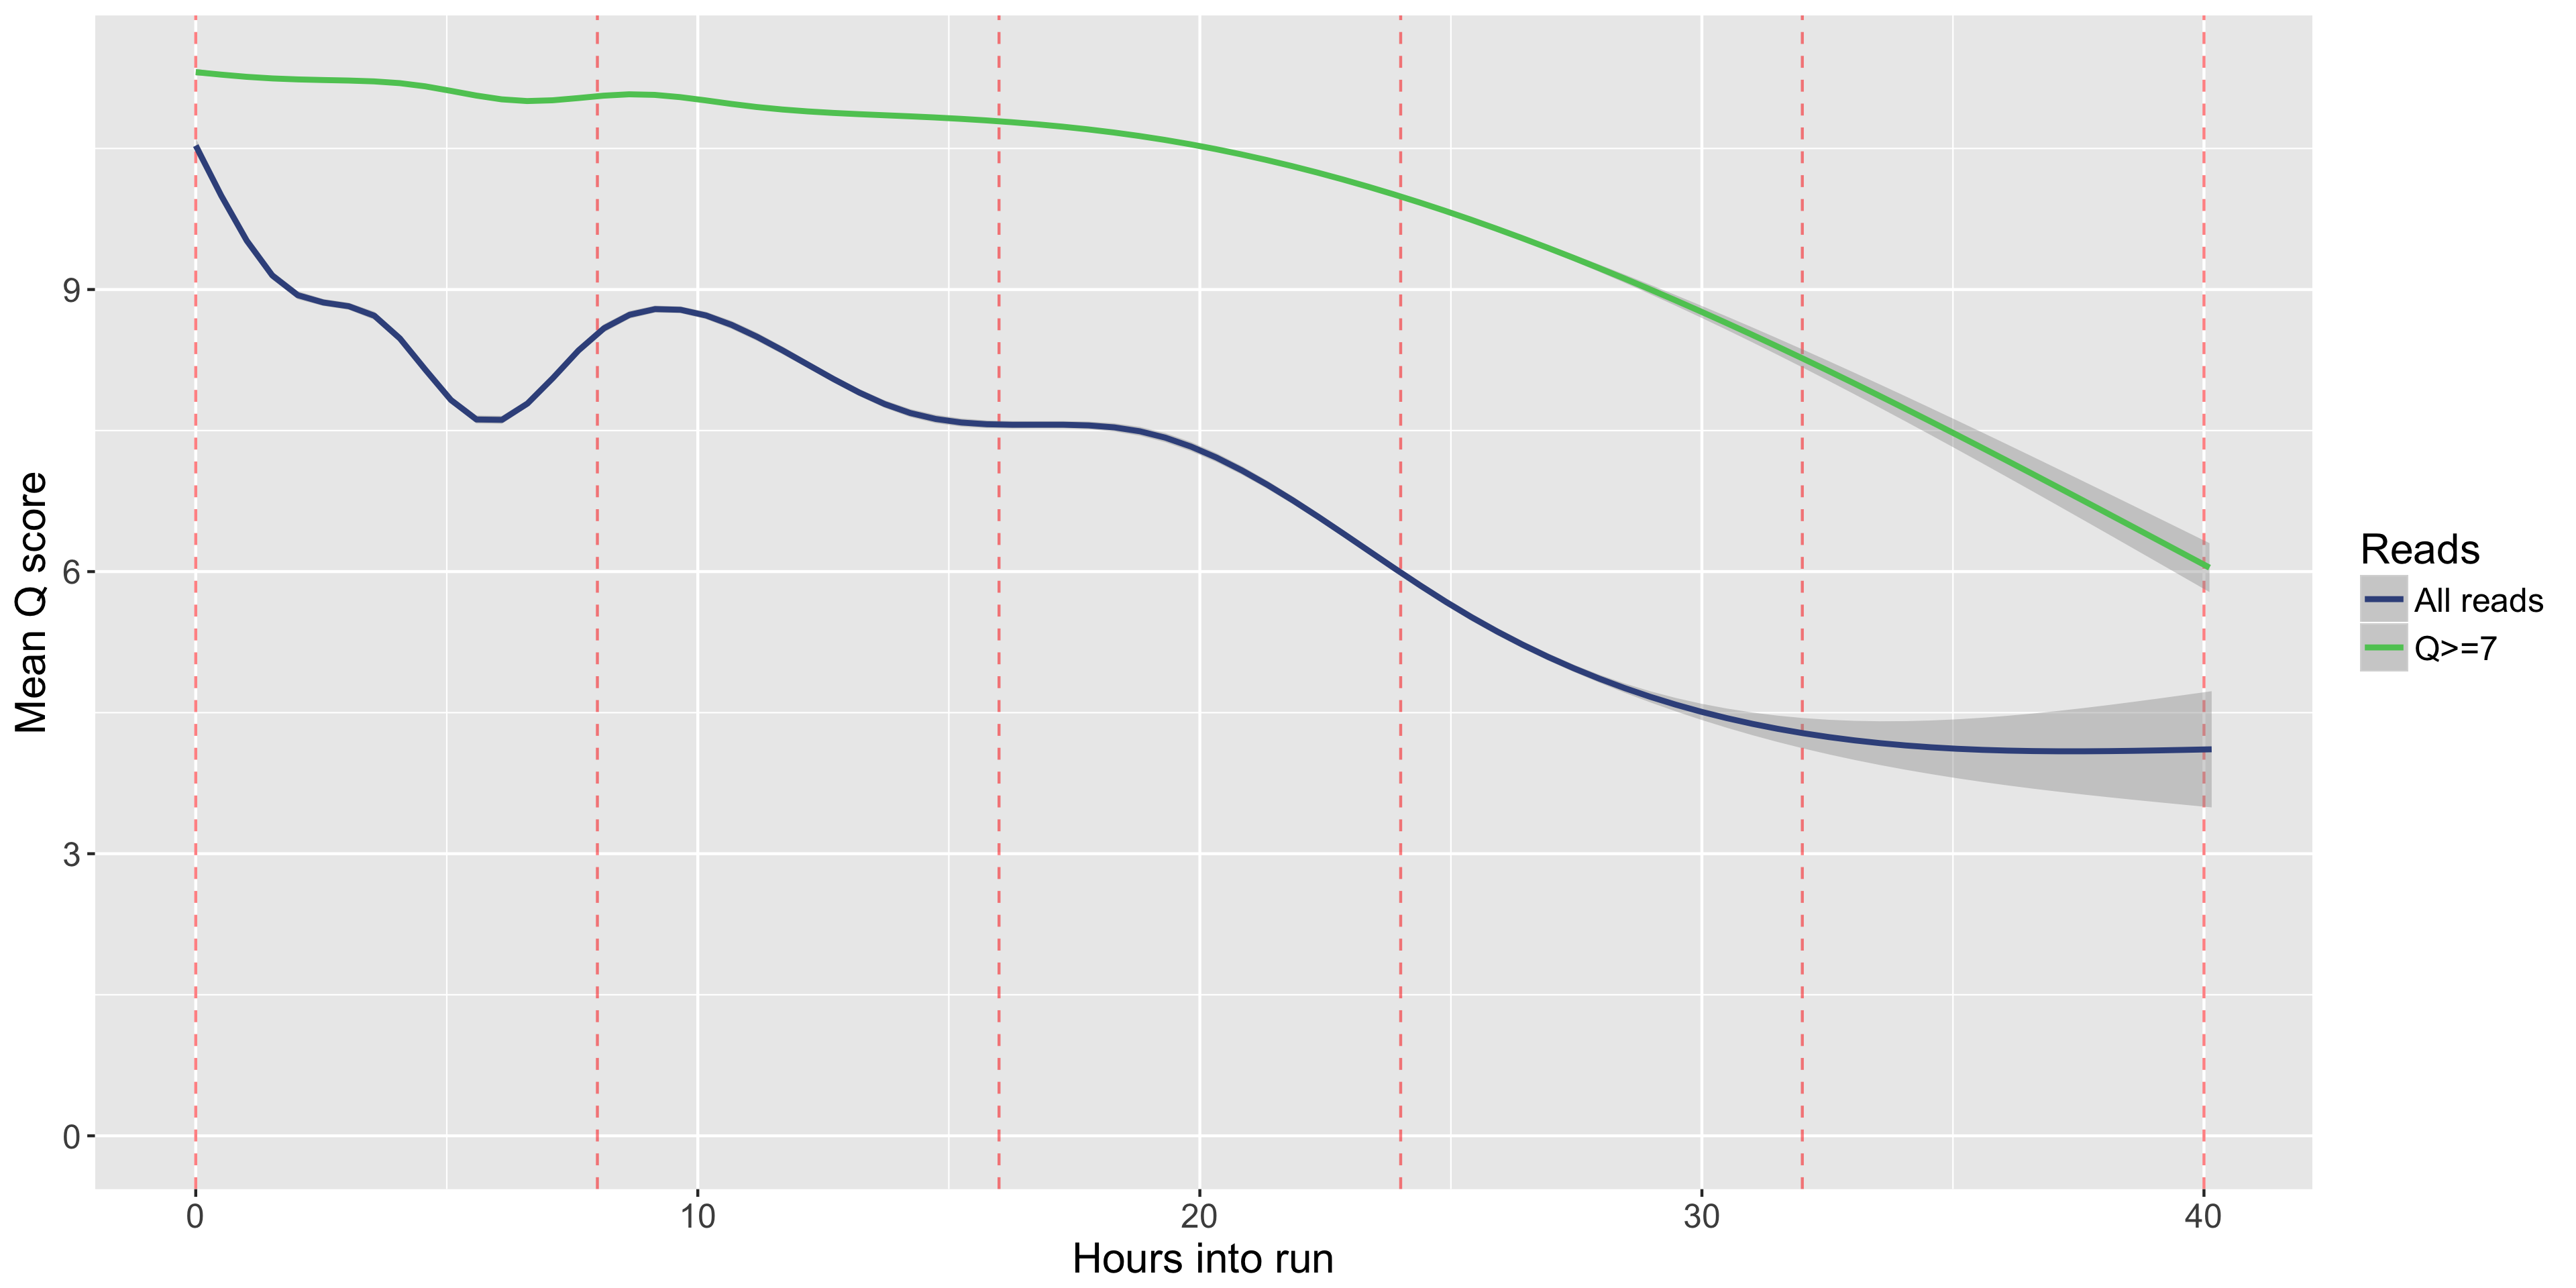 Mean Q score
9
6
3
0
0 10 20 30 40
Hours into run
Reads
All reads
Q>=7